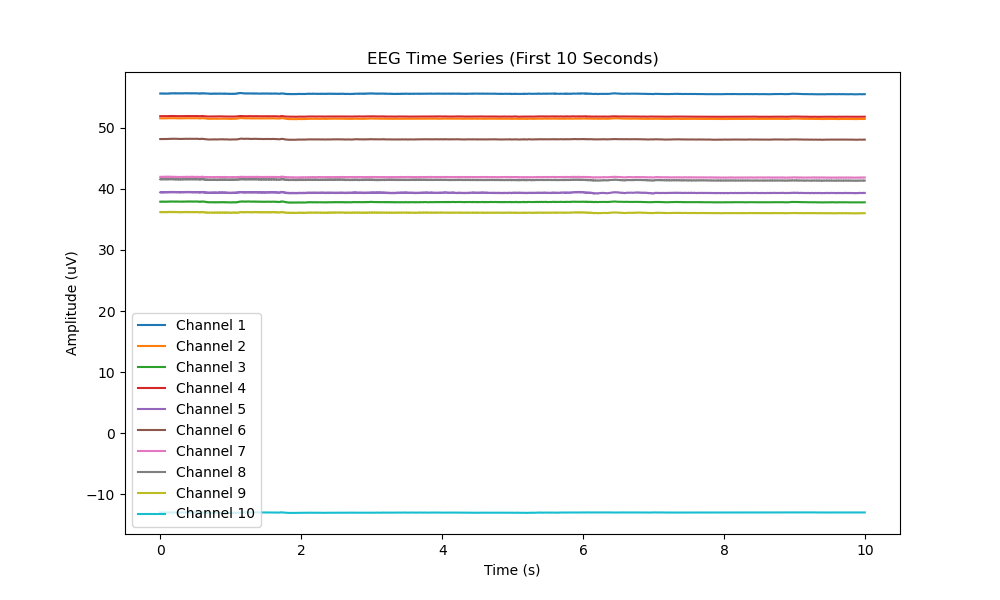 EEG Time Series (First 10 Seconds)
Amplitude (uV)
50
40
30
20
10
0
−10
Channel 1
Channel 2
Channel 3
Channel 4
Channel 5
Channel 6
Channel 7
Channel 8
Channel 9
Channel 10
0 2 4 6 8 10
Time (s)